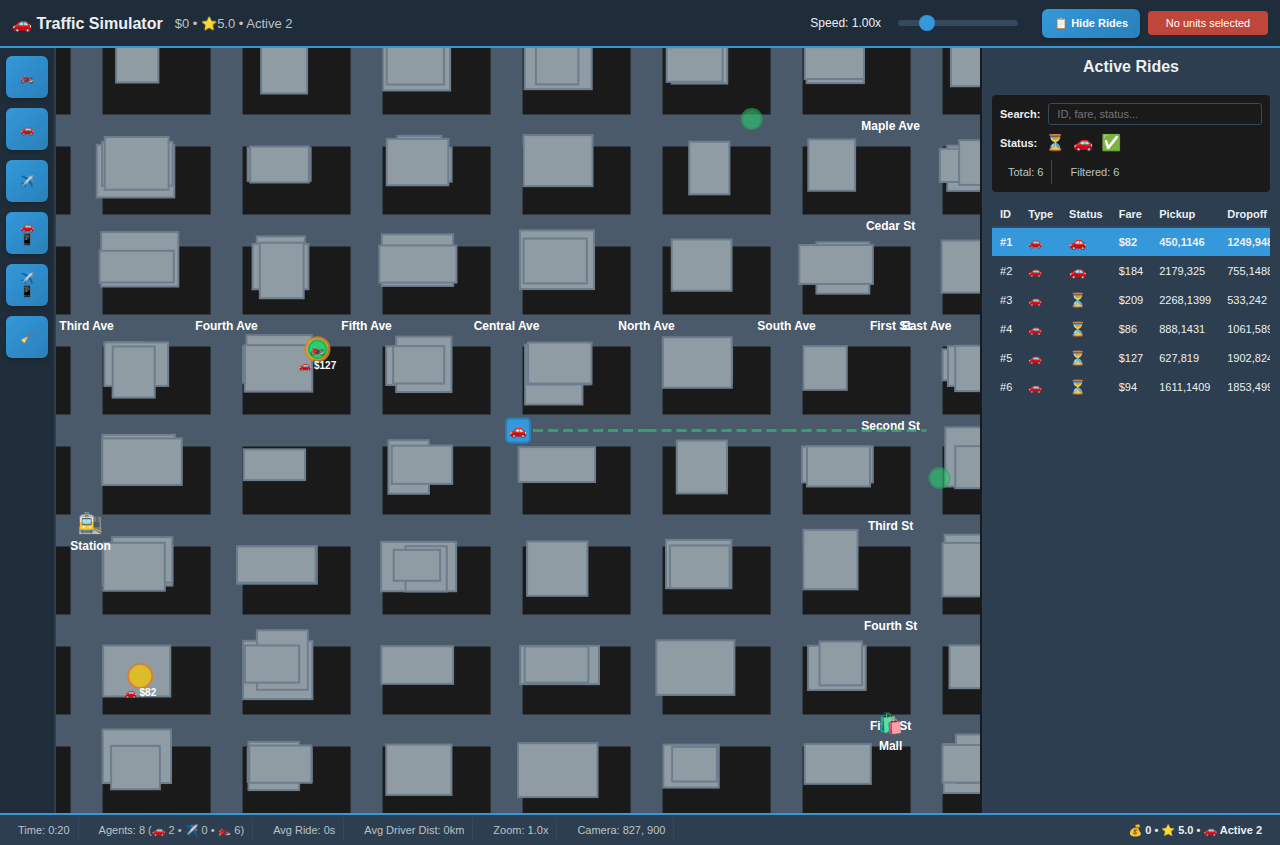 Traffic Simulator
$0 • 5.0 • Active 2
Speed: 1.00x
Hide Rides
No units selected
Active Rides
Search: ID, fare, status...
Status:
Total: 6
Filtered: 6
ID Type Status Fare Pickup Dropoff
#1 $82 450,1146 1249,948
#2 $184 2179,325 755,1488
#3 $209 2268,1399 533,242
#4 $86 888,1431 1061,589
#5 $127 627,819 1902,824
#6 $94 1611,1409 1853,499
Maple Ave
Cedar St
Third Ave
Fourth Ave
Fifth Ave
Central Ave
North Ave
South Ave
First St
East Ave
$127
Second St
Third St
Station
Fourth St
$82
Fifth St
Mall
Time: 0:20
Agents: 8 ( 2 • 0 • 6)
Avg Ride: 0s
Avg Driver Dist: 0km
Zoom: 1.0x
Camera: 827, 900
0 • 5.0 • Active 2